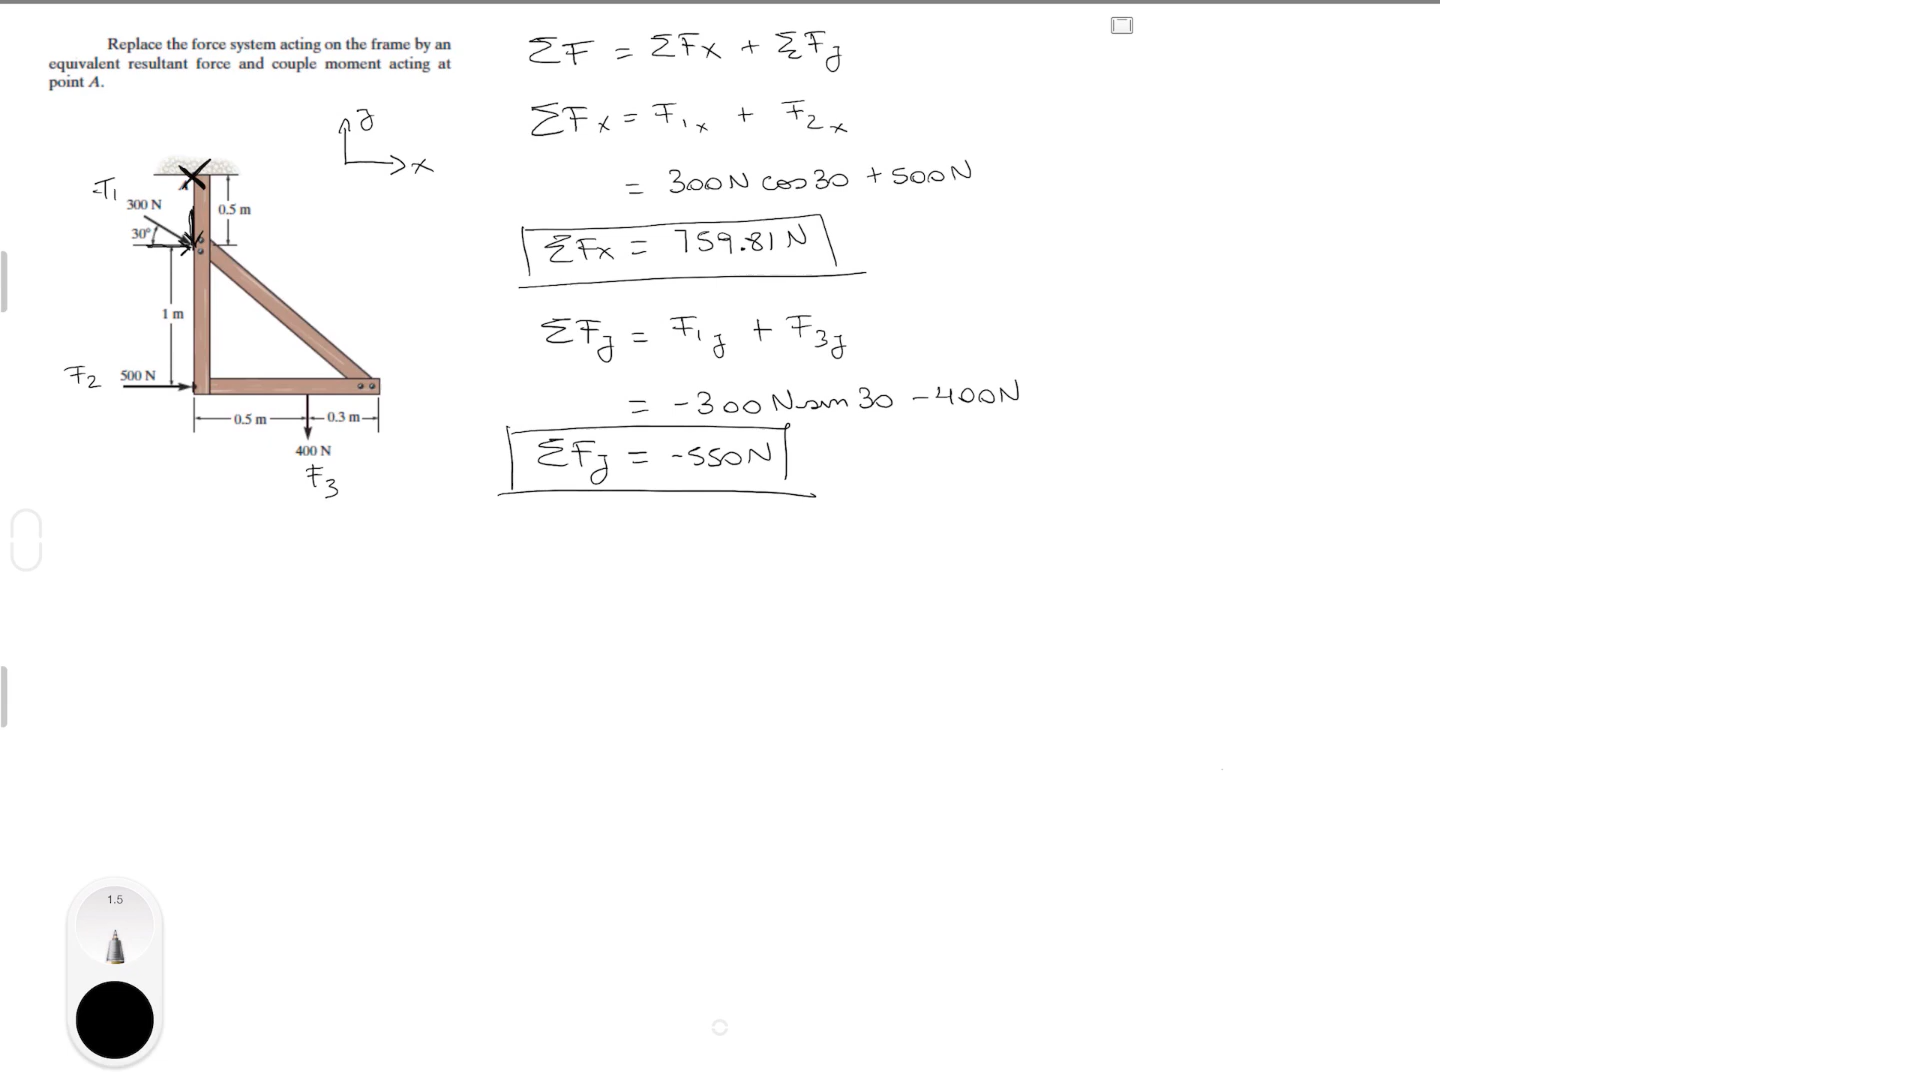 Replace the force system acting on the frame by an
equivalent resultant force and couple moment acting at
point A.
y
x
F1
300 N
30°
0.5 m
1 m
F2 500 N
0.5 m
0.3 m
400 N
F3
ΣF = ΣFx + ΣFy
ΣFx = F1x + F2x
= 300N cos 30 + 500N
ΣFx = 759.81 N
ΣFy = F1y + F3y
= -300 N sin 30 - 400N
ΣFy = -550N
1.5